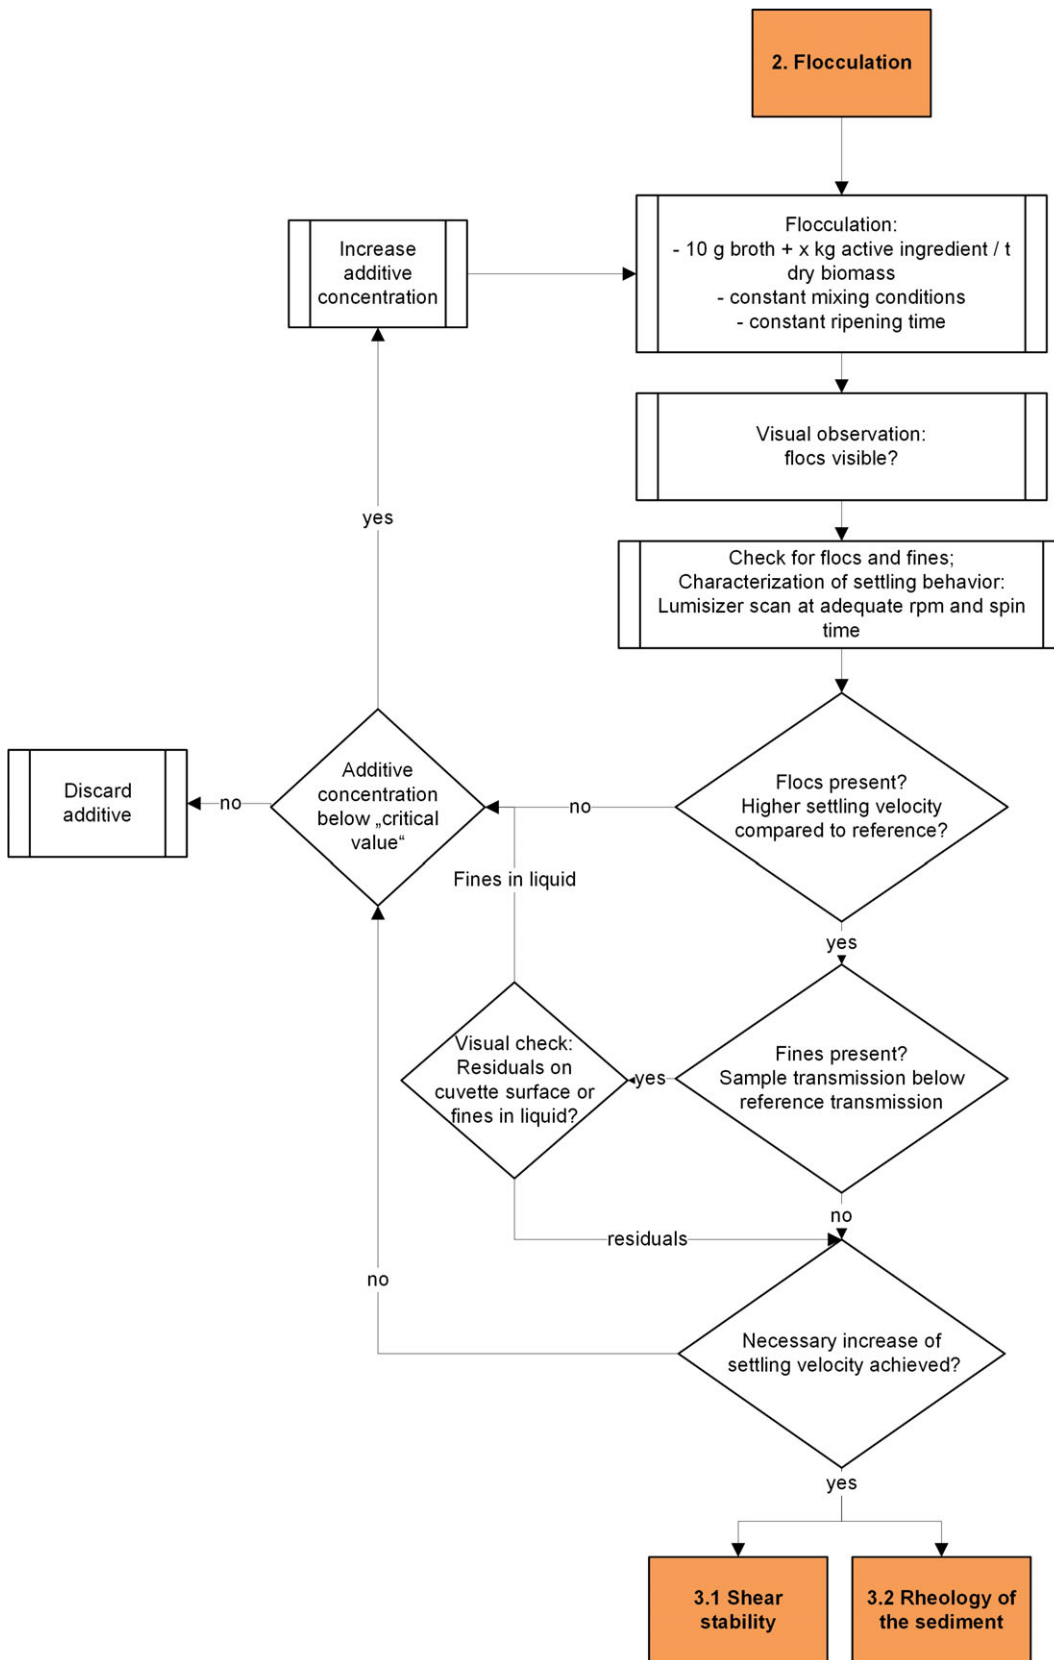 2. Flocculation
Flocculation:
- 10 g broth + x kg active ingredient / t
dry biomass
- constant mixing conditions
- constant ripening time
Increase
additive
concentration
Visual observation:
flocs visible?
yes
Check for flocs and fines;
Characterization of settling behavior:
Lumisizer scan at adequate rpm and spin
time
Discard
additive
no
Additive
concentration
below „critical
value“
no
Flocs present?
Higher settling velocity
compared to reference?
Fines in liquid
yes
Visual check:
Residuals on
cuvette surface or
fines in liquid?
yes
Fines present?
Sample transmission below
reference transmission
no
residuals
no
Necessary increase of
settling velocity achieved?
yes
3.1 Shear
stability
3.2 Rheology of
the sediment